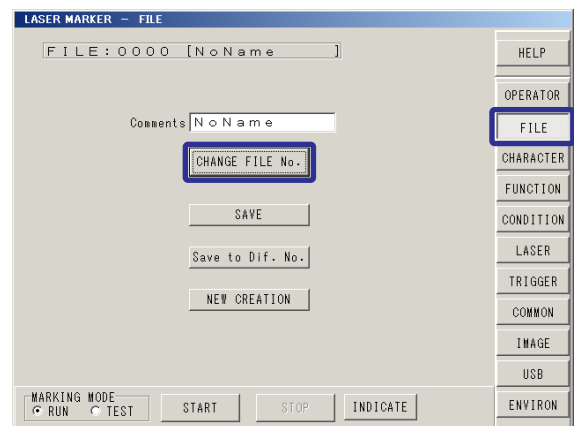 LASER MARKER – FILE
FILE:0000 [NoName ]
Comments NoName
CHANGE FILE No.
SAVE
Save to Dif. No.
NEW CREATION
MARKING MODE
RUN TEST
START
STOP
INDICATE
HELP
OPERATOR
FILE
CHARACTER
FUNCTION
CONDITION
LASER
TRIGGER
COMMON
IMAGE
USB
ENVIRON